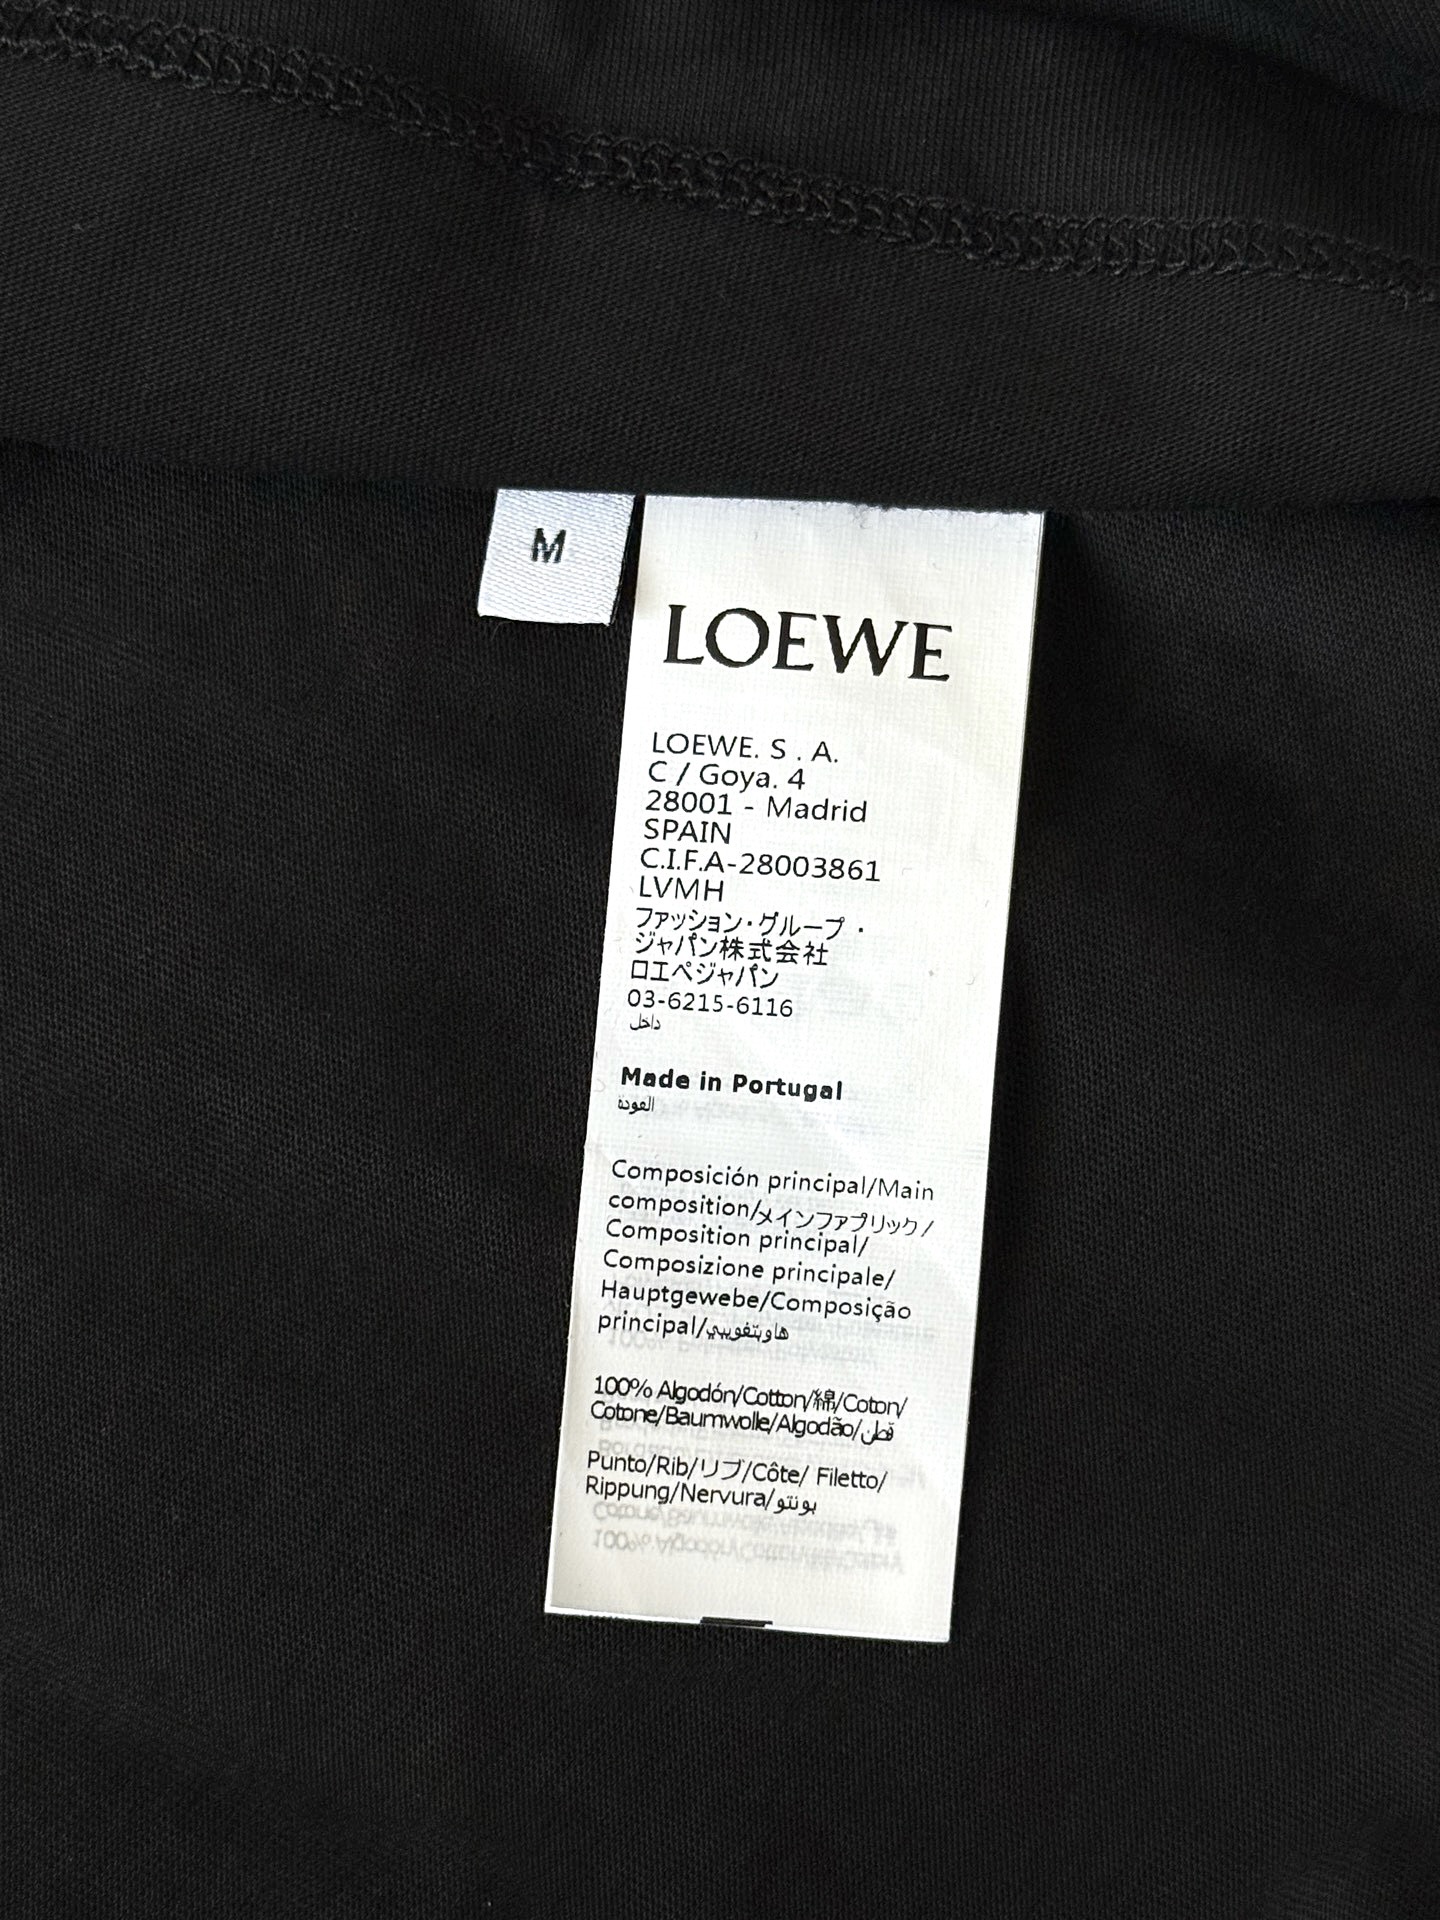 M
LOEWE
LOEWE. S . A.
C / Goya. 4
28001 - Madrid
SPAIN
C.I.F.A-28003861
LVMH
ファッション・グループ・
ジャパン株式会社
ロエベジャパン
03-6215-6116
داخل
Made in Portugal
العودة
Composición principal/Main
composition/メインファブリック/
Composition principal/
Composizione principale/
Hauptgewebe/Composição
principal/
100% Algodón/Cotton/綿/Coton/
Cotone/Baumwolle/Algodão/قطن
Punto/Rib/リブ/Côte/ Filetto/
Rippung/Nervura/بونتو